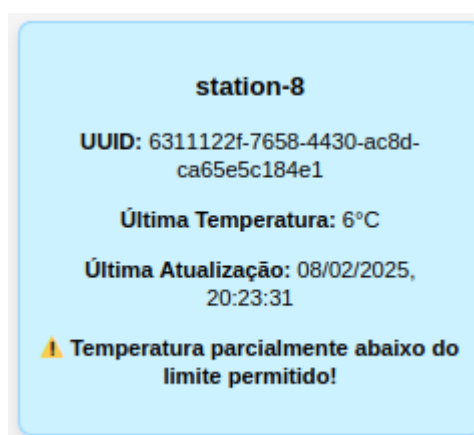 station-8
UUID: 6311122f-7658-4430-ac8d-
ca65e5c184e1
Última Temperatura: 6°C
Última Atualização: 08/02/2025,
20:23:31
⚠️ Temperatura parcialmente abaixo do
limite permitido!